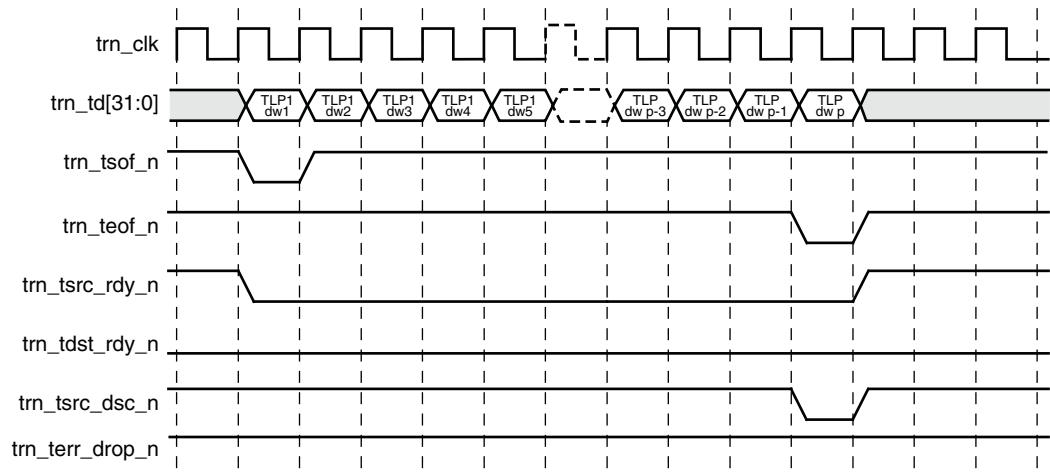 trn_clk
trn_td[31:0]
TLP1 TLP1 TLP1 TLP1 TLP1 TLP TLP TLP TLP
dw1 dw2 dw3 dw4 dw5 dw p-3 dw p-2 dw p-1 dw p
trn_tsof_n
trn_teof_n
trn_tsrc_rdy_n
trn_tdst_rdy_n
trn_tsrc_dsc_n
trn_terr_drop_n